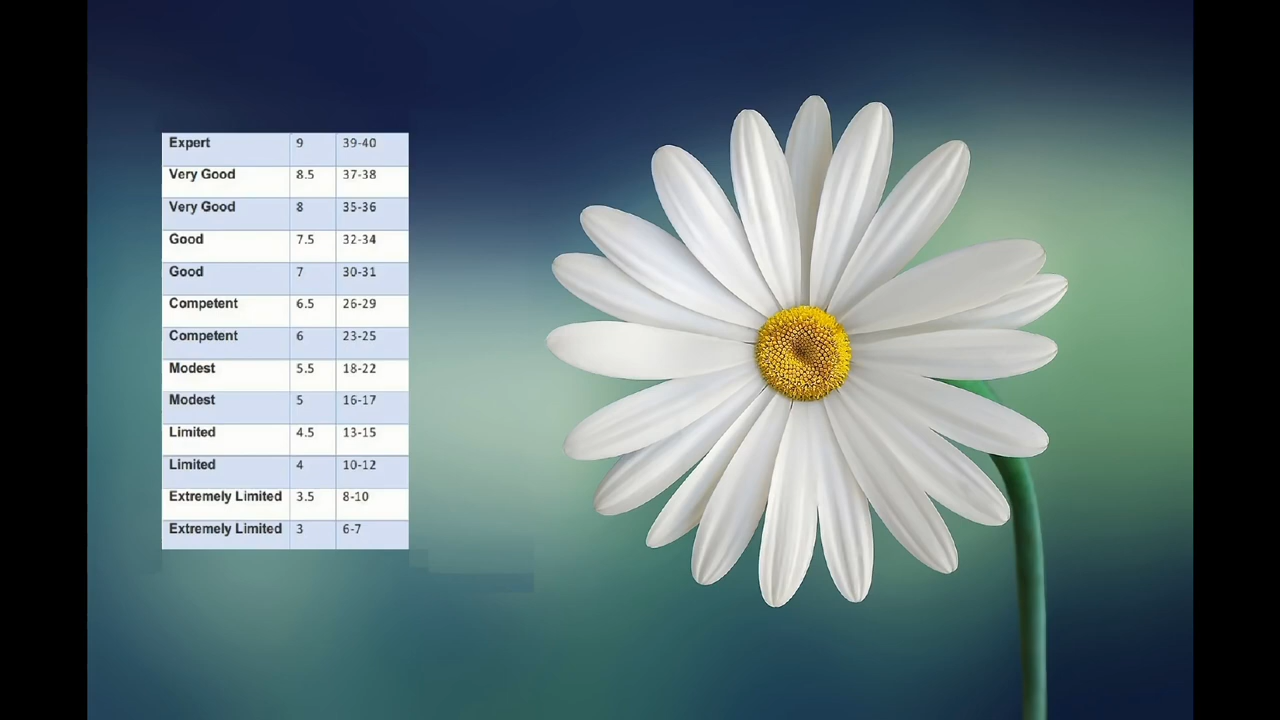 Expert 9 39-40
Very Good 8.5 37-38
Very Good 8 35-36
Good 7.5 32-34
Good 7 30-31
Competent 6.5 26-29
Competent 6 23-25
Modest 5.5 18-22
Modest 5 16-17
Limited 4.5 13-15
Limited 4 10-12
Extremely Limited 3.5 8-10
Extremely Limited 3 6-7